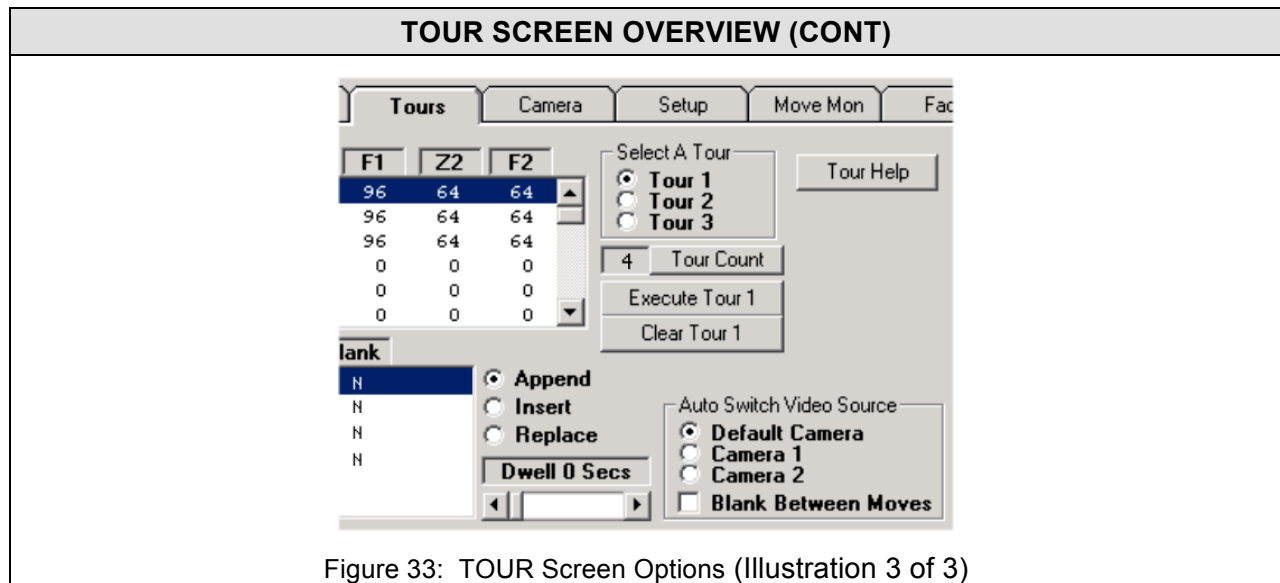 TOUR SCREEN OVERVIEW (CONT)
Tours Camera Setup Move Mon Fac
F1 Z2 F2
96 64 64
96 64 64
96 64 64
0 0 0
0 0 0
0 0 0
Select A Tour
Tour 1
Tour 2
Tour 3
Tour Help
4 Tour Count
Execute Tour 1
Clear Tour 1
lank
N
N
N
N
Append
Insert
Replace
Dwell 0 Secs
Auto Switch Video Source
Default Camera
Camera 1
Camera 2
Blank Between Moves
Figure 33: TOUR Screen Options (Illustration 3 of 3)